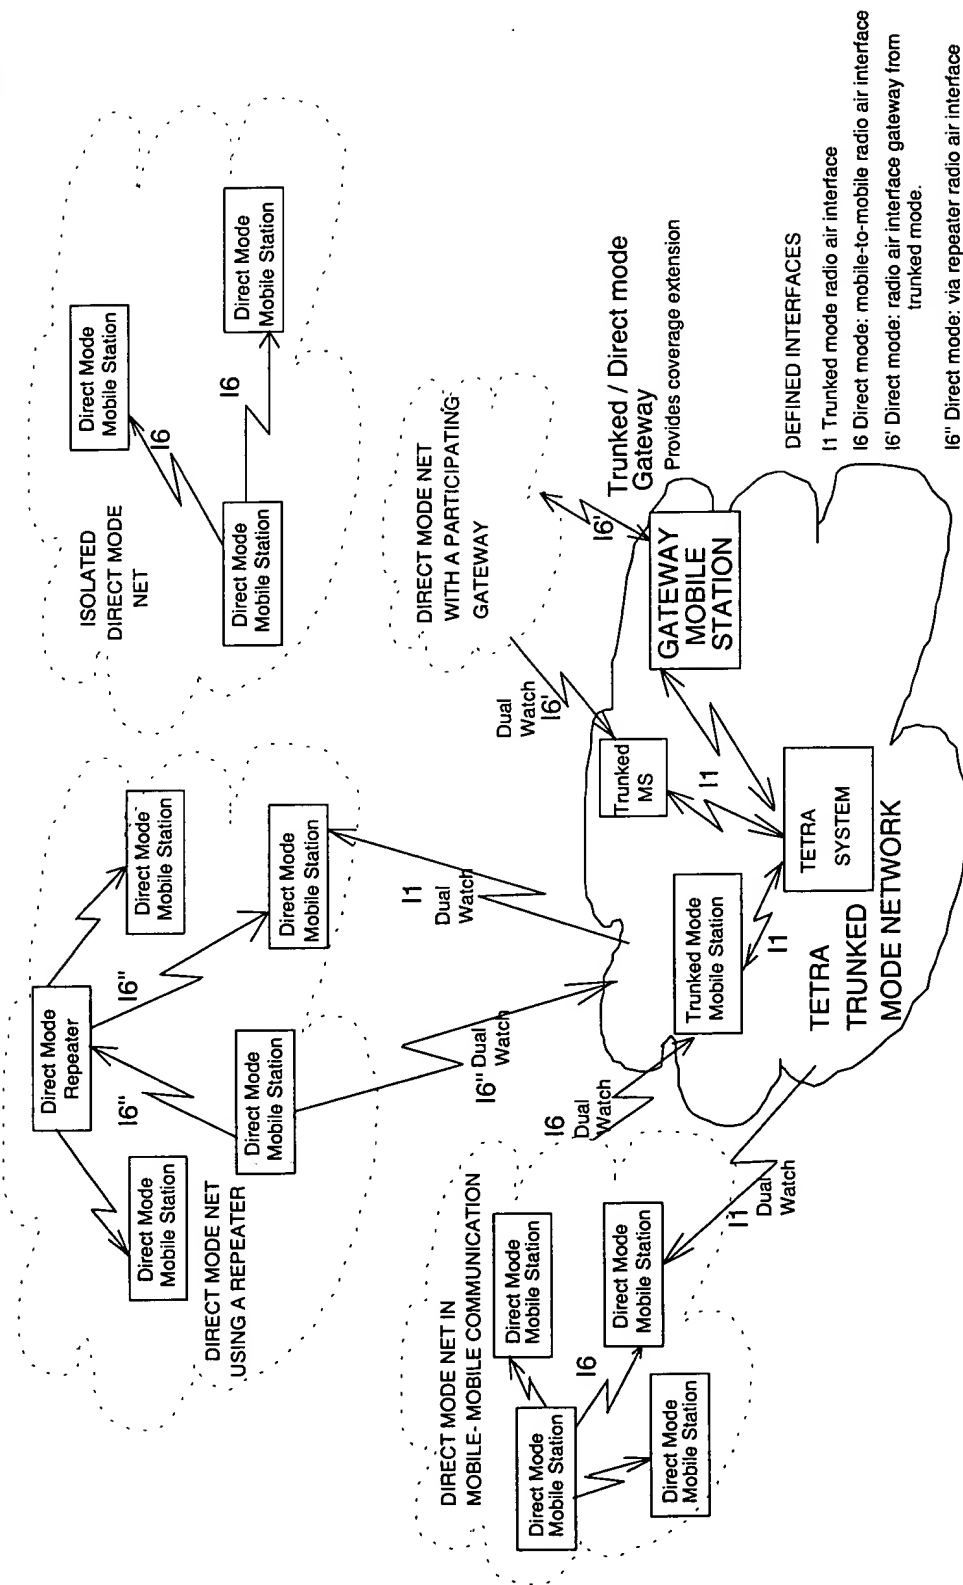 DIRECT MODE NET
USING A REPEATER
Direct Mode
Mobile Station
Direct Mode
Repeater
I6"
I6"
Direct Mode
Mobile Station
Direct Mode
Mobile Station
Direct Mode
Mobile Station
ISOLATED
DIRECT MODE
NET
Direct Mode
Mobile Station
I6
Direct Mode
Mobile Station
I6
Direct Mode
Mobile Station
DIRECT MODE NET IN
MOBILE- MOBILE COMMUNICATION
Direct Mode
Mobile Station
Direct Mode
Mobile Station
I6
Direct Mode
Mobile Station
Direct Mode
Mobile Station
I6
Dual
Watch
I6" Dual
Watch
I1
Dual
Watch
I1
Dual
Watch
Dual
Watch
I6'
DIRECT MODE NET
WITH A PARTICIPATING
GATEWAY
I6'
Trunked / Direct mode
Gateway
Provides coverage extension
Trunked Mode
Mobile Station
I1
Trunked
MS
I1
GATEWAY
MOBILE
STATION
TETRA
SYSTEM
TETRA
TRUNKED
MODE NETWORK
DEFINED INTERFACES
I1 Trunked mode radio air interface
I6 Direct mode: mobile-to-mobile radio air interface
I6' Direct mode: radio air interface gateway from
trunked mode.
I6" Direct mode: via repeater radio air interface